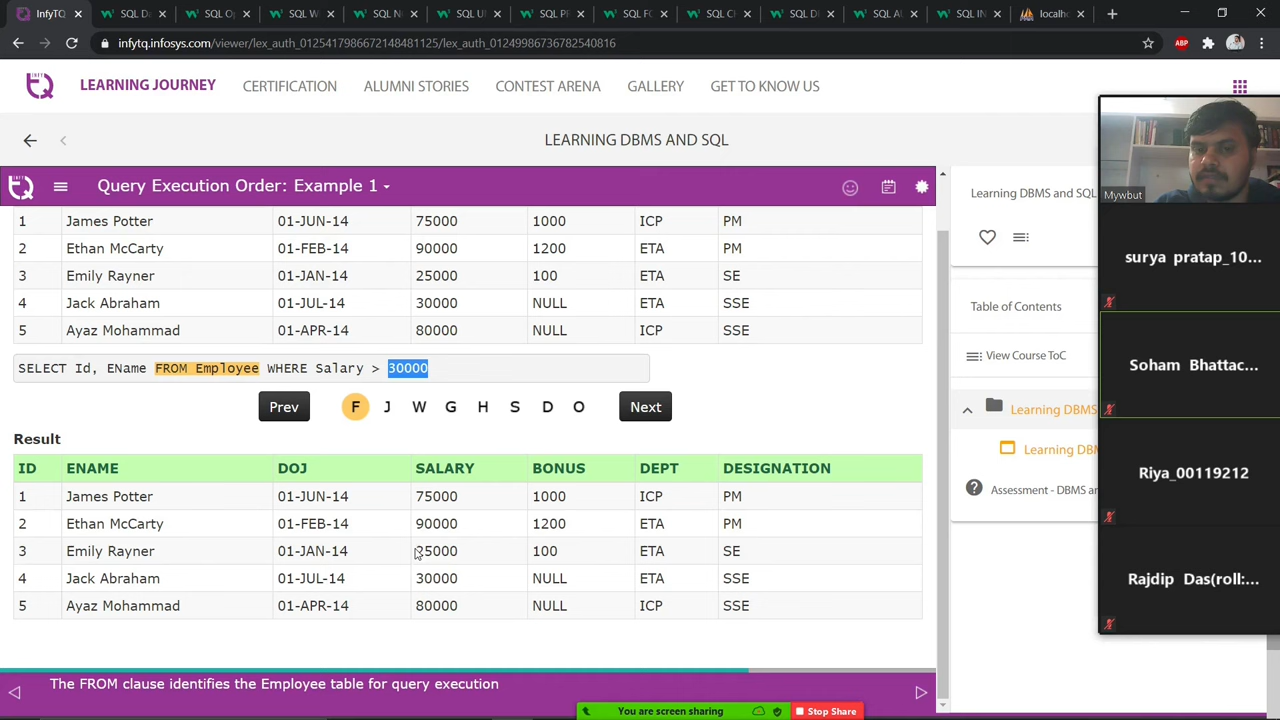 InfyTQ
SQL D
SQL O
SQL W
SQL N
SQL U
SQL PR
SQL F
SQL C
SQL D
SQL A
SQL IN
localho
infytq.infosys.com/viewer/lex_auth_0125417986672148481125/lex_auth_01249986736782540816
ABP
LEARNING JOURNEY CERTIFICATION ALUMNI STORIES CONTEST ARENA GALLERY GET TO KNOW US
LEARNING DBMS AND SQL
Query Execution Order: Example 1
1 James Potter 01-JUN-14 75000 1000 ICP PM
2 Ethan McCarty 01-FEB-14 90000 1200 ETA PM
3 Emily Rayner 01-JAN-14 25000 100 ETA SE
4 Jack Abraham 01-JUL-14 30000 NULL ETA SSE
5 Ayaz Mohammad 01-APR-14 80000 NULL ICP SSE
SELECT Id, EName FROM Employee WHERE Salary > 30000
Prev F J W G H S D O Next
Result
ID ENAME DOJ SALARY BONUS DEPT DESIGNATION
1 James Potter 01-JUN-14 75000 1000 ICP PM
2 Ethan McCarty 01-FEB-14 90000 1200 ETA PM
3 Emily Rayner 01-JAN-14 25000 100 ETA SE
4 Jack Abraham 01-JUL-14 30000 NULL ETA SSE
5 Ayaz Mohammad 01-APR-14 80000 NULL ICP SSE
The FROM clause identifies the Employee table for query execution
Learning DBMS and SQL
Table of Contents
View Course ToC
Learning DBMS
Learning DBM
Assessment - DBMS an
Mywbut
surya pratap_10...
Soham Bhattac...
Riya_00119212
Rajdip Das(roll:...
You are screen sharing
Stop Share